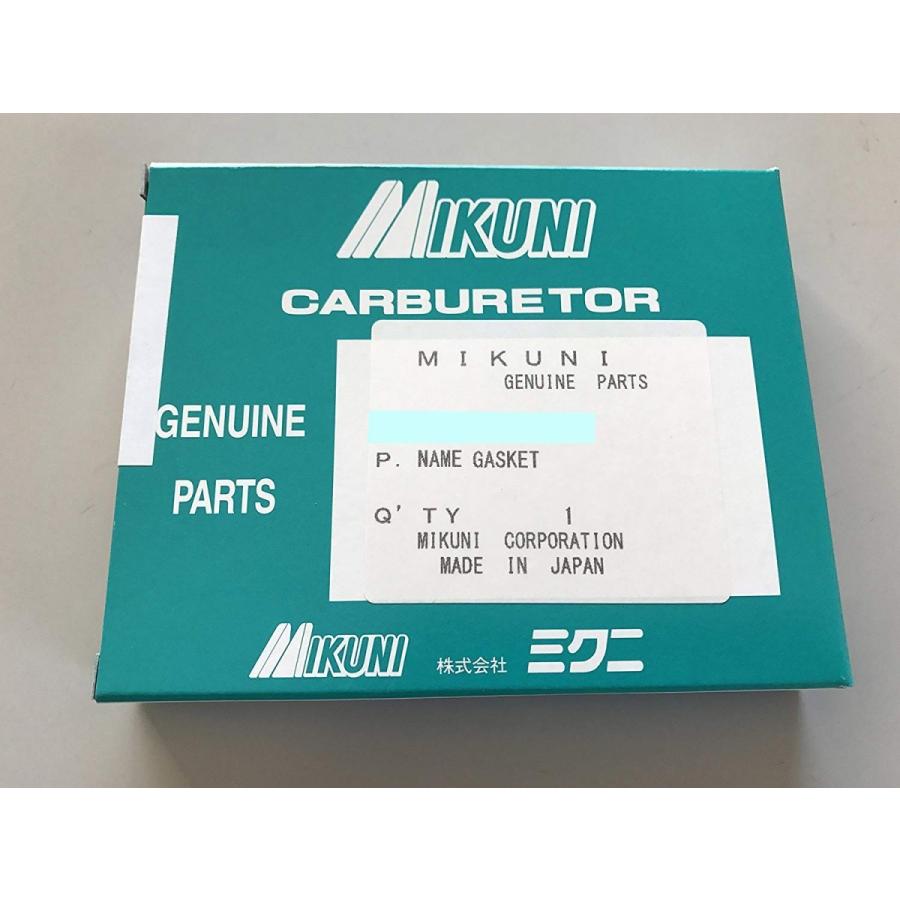 MIKUNI
CARBURETOR
GENUINE
PARTS
MIKUNI
GENUINE PARTS
P. NAME GASKET
Q'TY 1
MIKUNI CORPORATION
MADE IN JAPAN
MIKUNI 株式会社 ミクニ